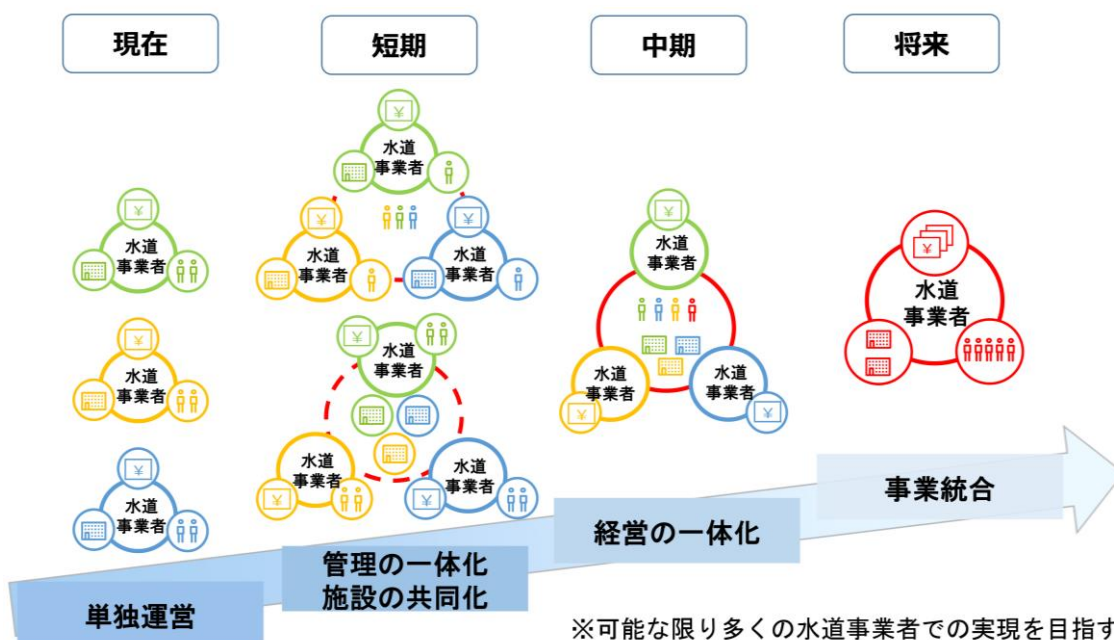 現在
短期
中期
将来
¥
水道
事業者
¥
水道
事業者
¥
水道
事業者
¥
水道
事業者
¥
水道
事業者
¥
水道
事業者
¥
水道
事業者
¥
水道
事業者
¥
水道
事業者
¥
水道
事業者
¥
水道
事業者
¥
水道
事業者
¥
水道
事業者
単独運営
管理の一体化
施設の共同化
経営の一体化
事業統合
※可能な限り多くの水道事業者での実現を目指す